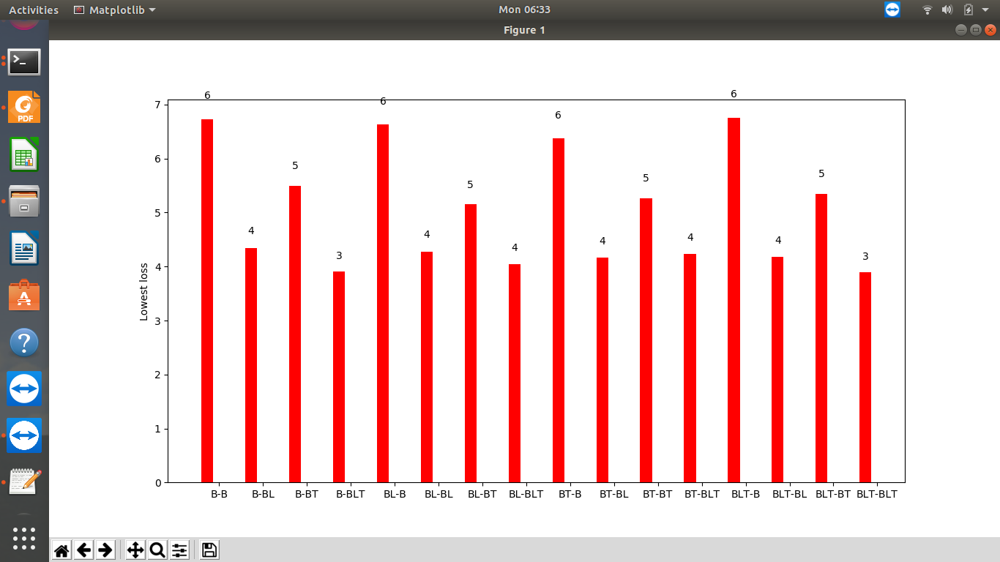 Activities Matplotlib Mon 06:33
Figure 1
PDF
6 6 6 6
7
6
5 5 5 5
5
4 4 4 4 4 4 4
3 3
4
Lowest loss
3
2
1
0
B-B B-BL B-BT B-BLT BL-B BL-BL BL-BT BL-BLT BT-B BT-BL BT-BT BT-BLT BLT-B BLT-BL BLT-BT BLT-BLT